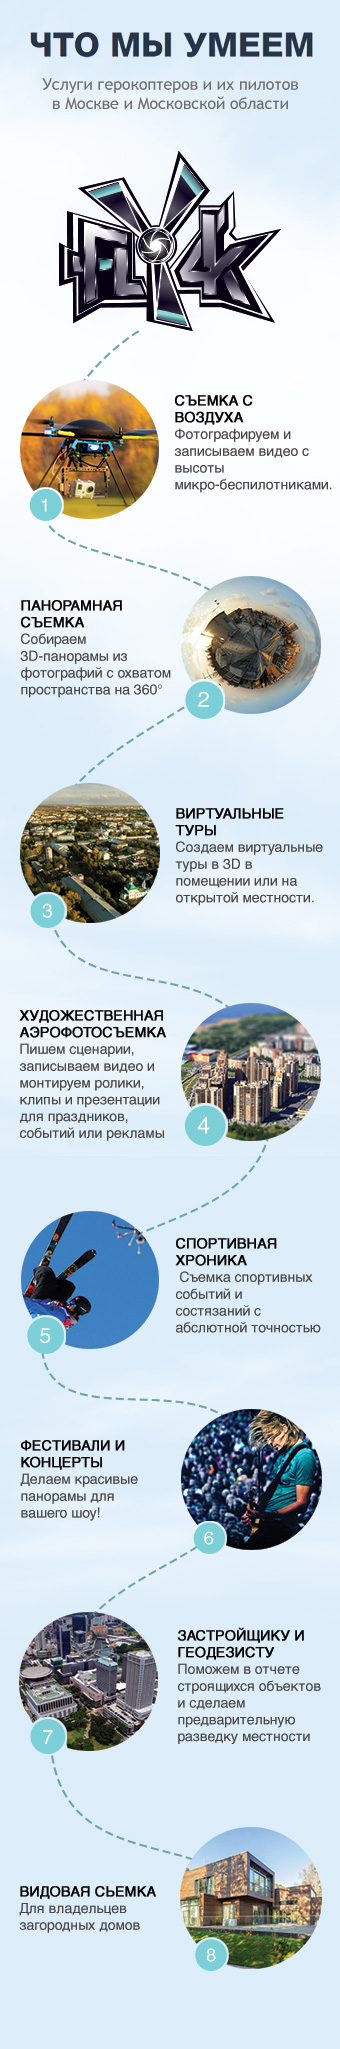 ЧТО МЫ УМЕЕМ
Услуги герокоптеров и их пилотов
в Москве и Московской области
FLYCK
СЪЕМКА С
ВОЗДУХА
Фотографируем и
записываем видео с
высоты
микро-беспилотниками.
1
ПАНОРАМНАЯ
СЪЕМКА
Собираем
3D-панорамы из
фотографий с охватом
пространства на 360°
2
ВИРТУАЛЬНЫЕ
ТУРЫ
Создаем виртуальные
туры в 3D в
помещении или на
открытой местности.
3
ХУДОЖЕСТВЕННАЯ
АЭРОФОТОСЪЕМКА
Пишем сценарии,
записываем видео и
монтируем ролики,
клипы и презентации
для праздников,
событий или рекламы
4
СПОРТИВНАЯ
ХРОНИКА
Съемка спортивных
событий и
состязаний с
абслютной точностью
5
ФЕСТИВАЛИ И
КОНЦЕРТЫ
Делаем красивые
панорамы для
вашего шоу!
6
ЗАСТРОЙЩИКУ И
ГЕОДЕЗИСТУ
Поможем в отчете
строящихся объектов
и сделаем
предварительную
разведку местности
7
ВИДОВАЯ СЬЕМКА
Для владельцев
загородных домов
8